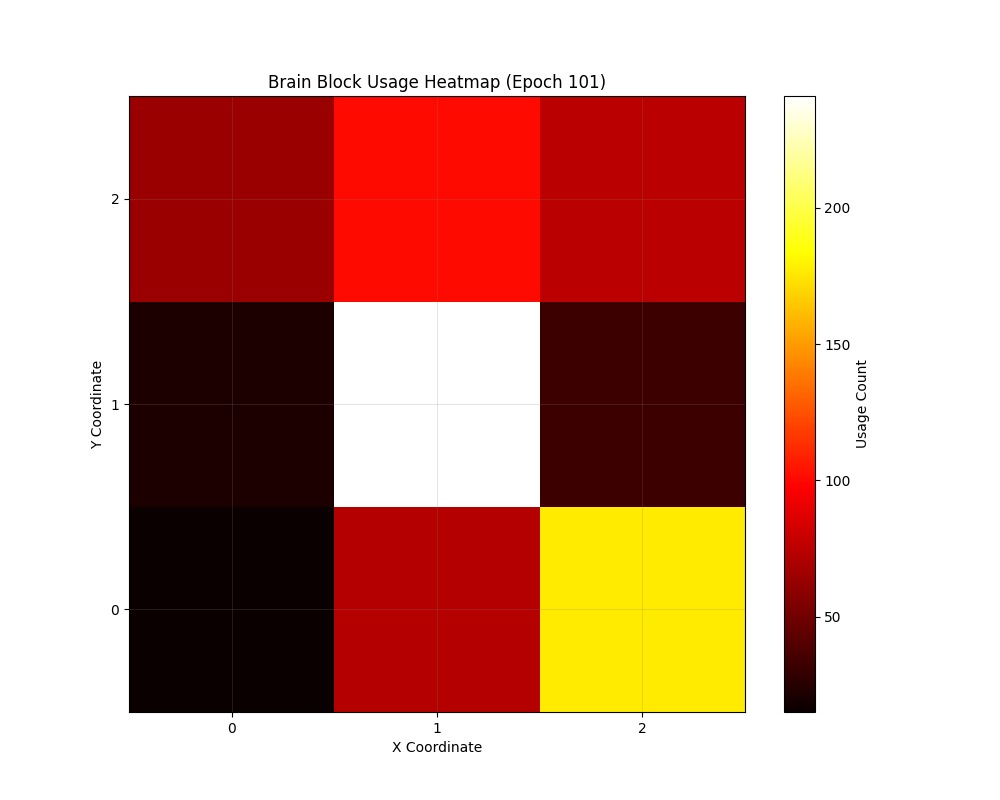 Brain Block Usage Heatmap (Epoch 101)
2
1
0
Y Coordinate
0 1 2
X Coordinate
200
150
100
50
Usage Count